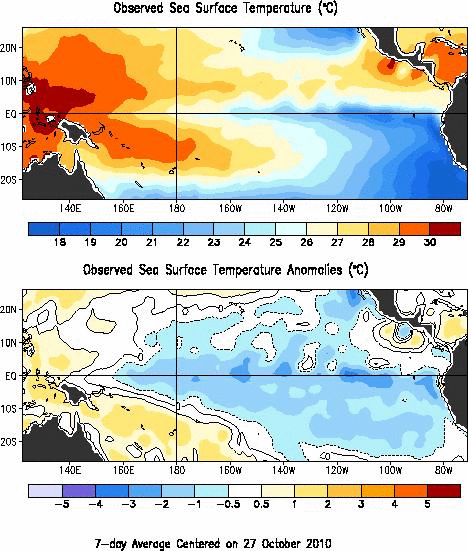 Observed Sea Surface Temperature (°C)
20N
10N
EQ
10S
20S
140E 160E 180 160W 140W 120W 100W 80W
18 19 20 21 22 23 24 25 26 27 28 29 30
Observed Sea Surface Temperature Anomalies (°C)
20N
10N
EQ
10S
20S
140E 160E 180 160W 140W 120W 100W 80W
-5 -4 -3 -2 -1 -0.5 0.5 1 2 3 4 5
7-day Average Centered on 27 October 2010